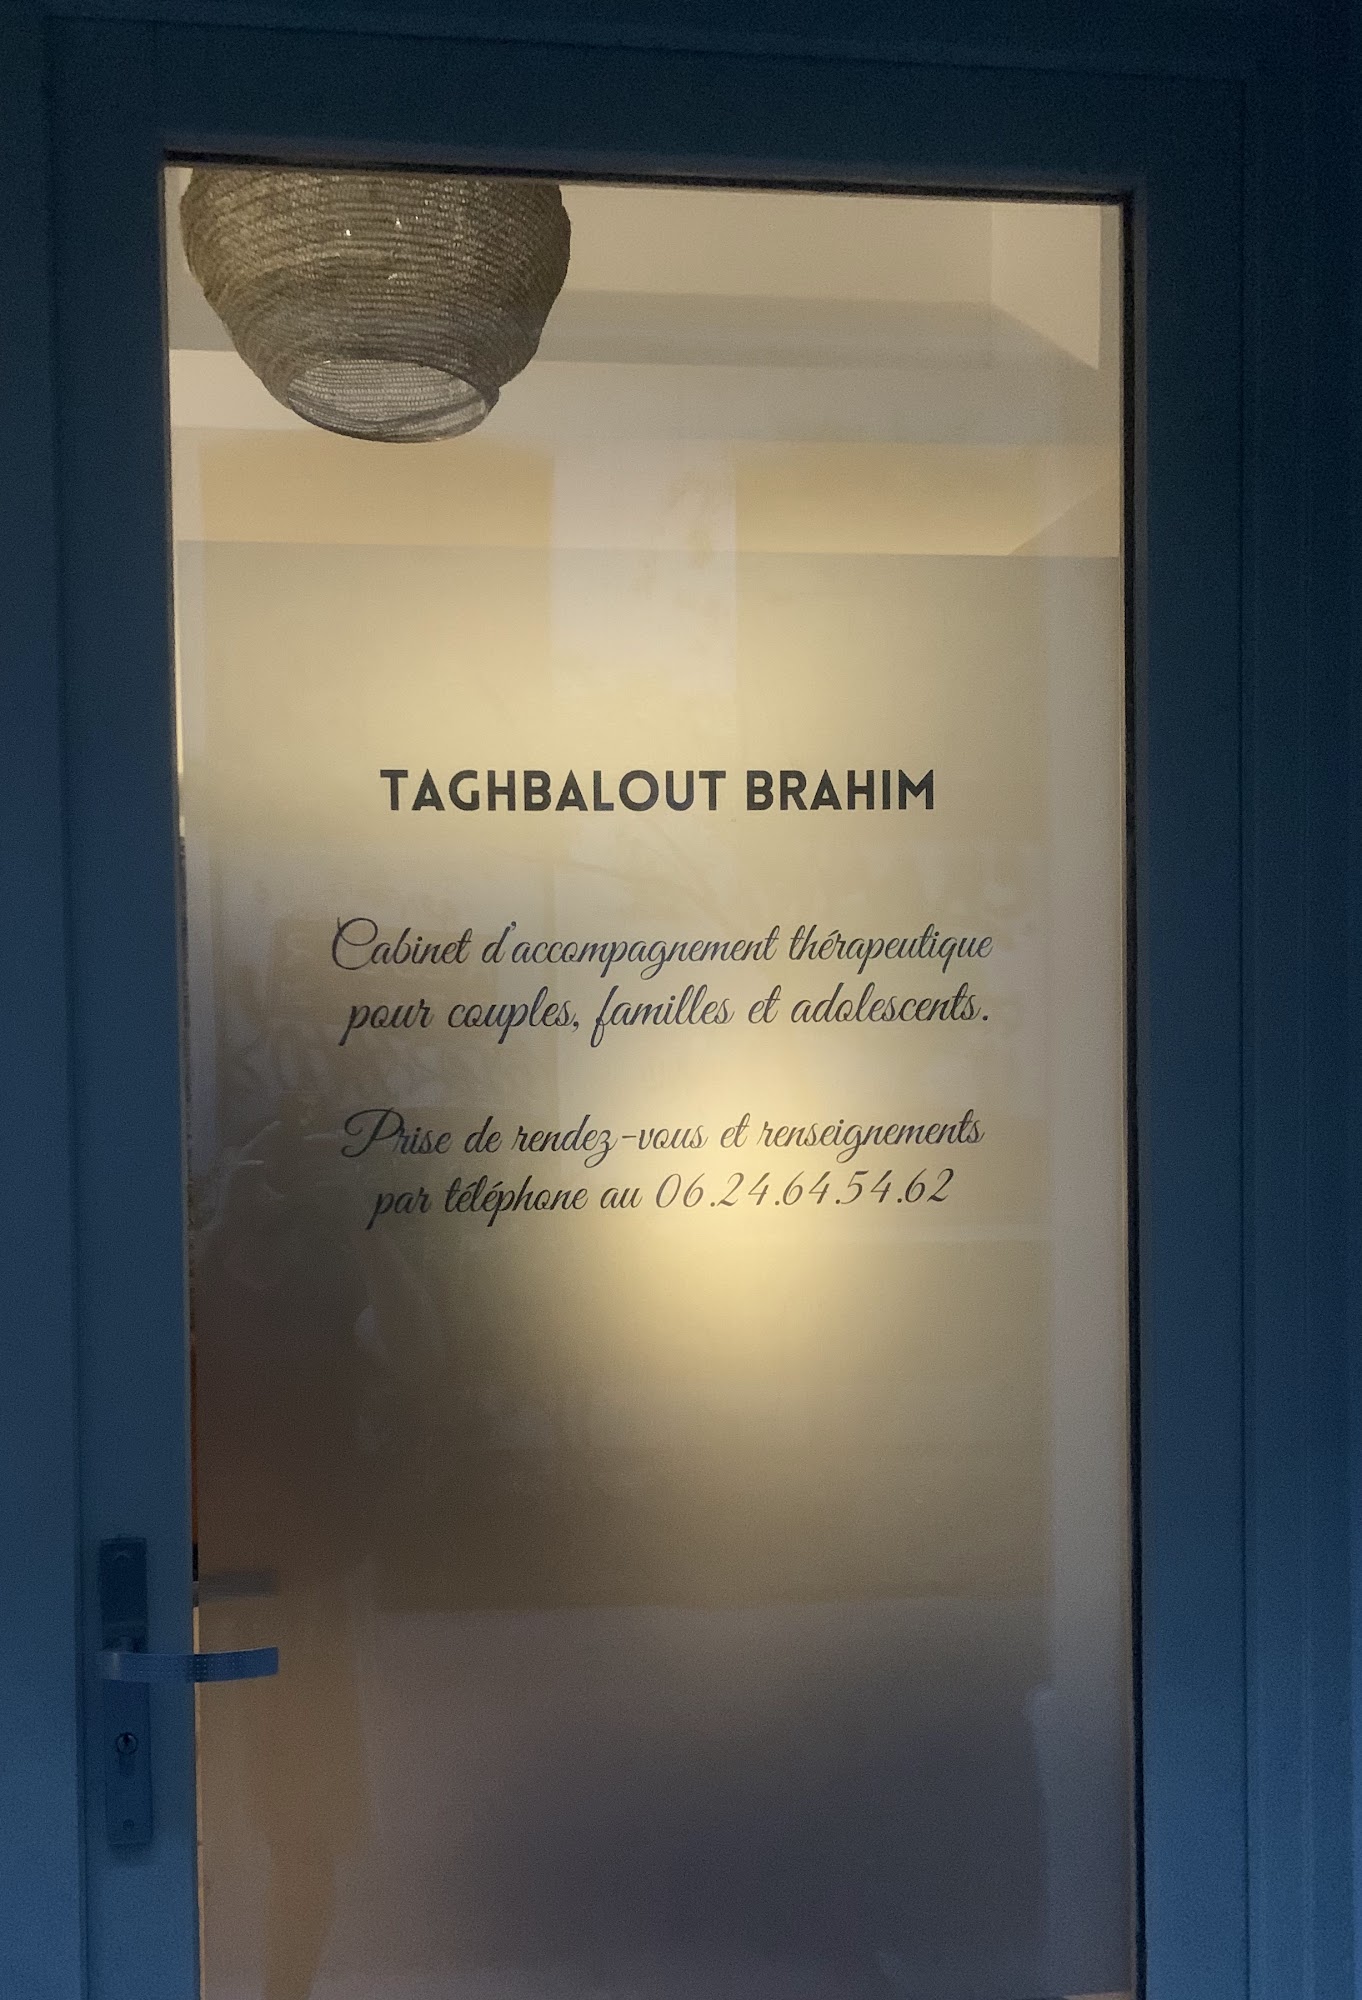 TAGHBALOUT BRAHIM
Cabinet d'accompagnement thérapeutique
pour couples, familles et adolescents.
Prise de rendez-vous et renseignements
par téléphone au 06.24.64.54.62